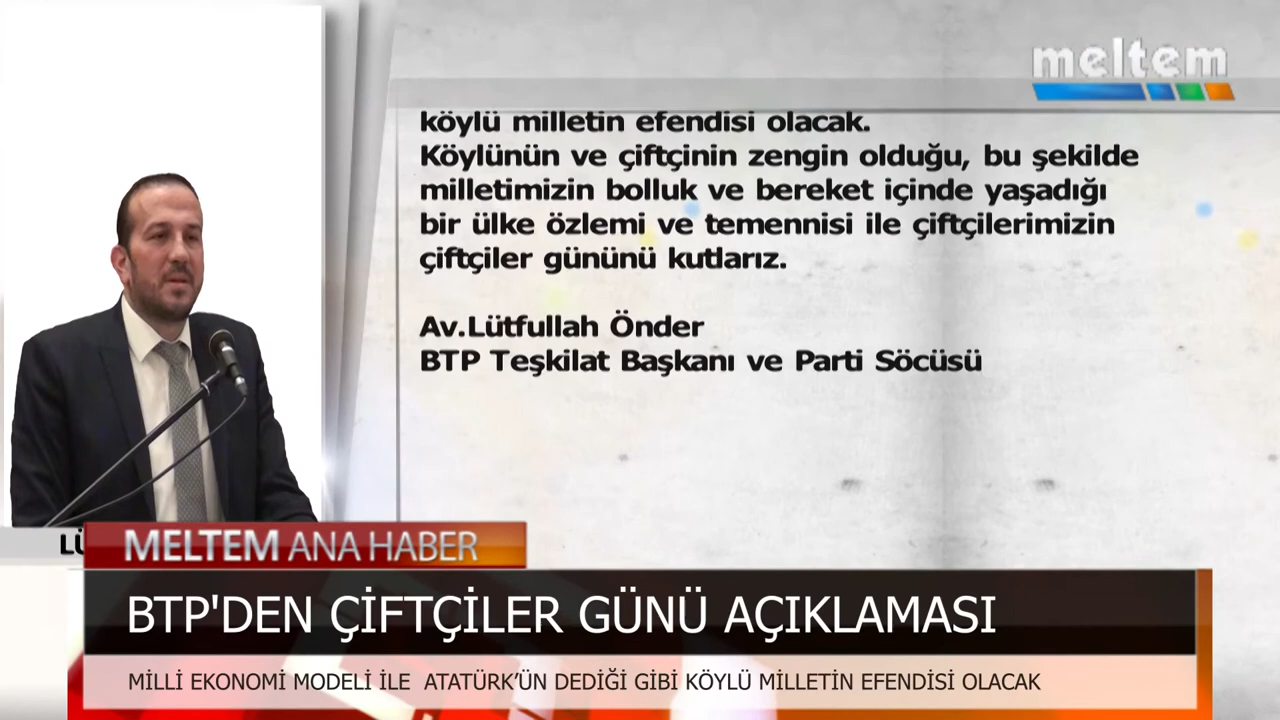 meltem
köylü milletin efendisi olacak.
Köylünün ve çiftçinin zengin olduğu, bu şekilde
milletimizin bolluk ve bereket içinde yaşadığı
bir ülke özlemi ve temennisi ile çiftçilerimizin
çiftçiler gününü kutlarız.
Av.Lütfullah Önder
BTP Teşkilat Başkanı ve Parti Söcüsü
LÜ
MELTEM ANA HABER
BTP'DEN ÇİFTÇİLER GÜNÜ AÇIKLAMASI
MİLLİ EKONOMİ MODELİ İLE  ATATÜRK’ÜN DEDİĞİ GİBİ KÖYLÜ MİLLETİN EFENDİSİ OLACAK